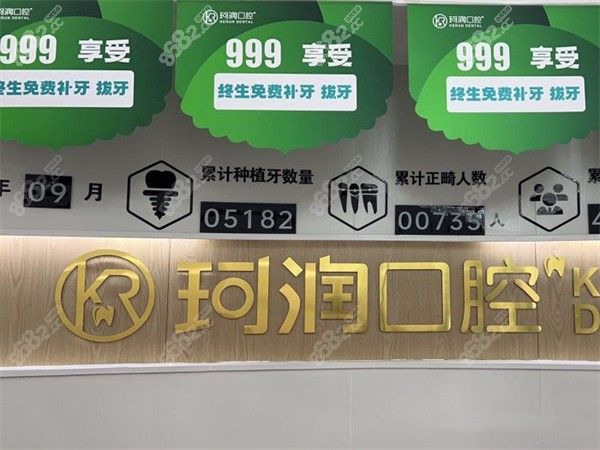 珂润口腔
KERUN DENTAL
999 享受
终生免费补牙 拔牙
珂润口腔
KERUN DENTAL
999 享受
终生免费补牙 拔牙
珂润口腔
KERUN DENTAL
999 享受
终生免费补牙 拔牙
年 09 月
累计种植牙数量
05182
累计正畸人数
00735 人
累
4
KR 珂润口腔 K
D